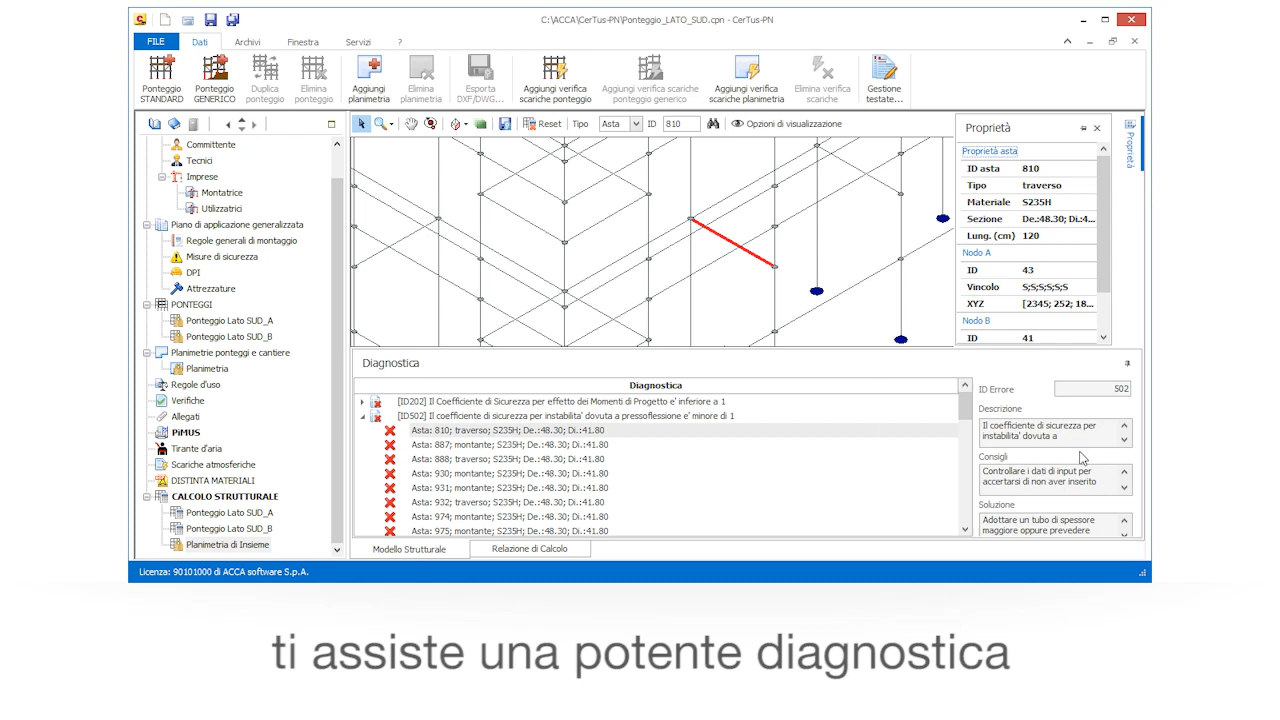 C:\ACCA\CerTus-PN\Ponteggio_LATO_SUD.cpn - CerTus-PN
FILE Dati Archivi Finestra Servizi ?
Ponteggio STANDARD
Ponteggio GENERICO
Duplica ponteggio
Elimina ponteggio
Aggiungi planimetria
Elimina planimetria
Esporta DXF/DWG...
Aggiungi verifica scariche ponteggio
Aggiungi verifica scariche ponteggio generico
Aggiungi verifica scariche planimetria
Elimina verifica scariche
Gestione testate...
Reset Tipo Asta ID 810 Opzioni di visualizzazione
Committente
Tecnici
Imprese
Montatrice
Utilizzatrici
Piano di applicazione generalizzata
Regole generali di montaggio
Misure di sicurezza
DPI
Attrezzature
PONTEGGI
Ponteggio Lato SUD_A
Ponteggio Lato SUD_B
Planimetrie ponteggi e cantiere
Planimetria
Regole d'uso
Verifiche
Allegati
PiMUS
Tirante d'aria
Scariche atmosferiche
DISTINTA MATERIALI
CALCOLO STRUTTURALE
Ponteggio Lato SUD_A
Ponteggio Lato SUD_B
Planimetria di Insieme
Proprietà
Proprietà
Proprietà asta
ID asta 810
Tipo traverso
Materiale S235H
Sezione De.:48.30; Di.:4...
Lung. (cm) 120
Nodo A
ID 43
Vincolo S;S;S;S;S;S
XYZ [2345; 252; 18...
Nodo B
ID 41
Diagnostica
Diagnostica
[ID202] Il Coefficiente di Sicurezza per effetto dei Momenti di Progetto e' inferiore a 1
[ID502] Il coefficiente di sicurezza per instabilita' dovuta a pressoflessione e' minore di 1
Asta: 810; traverso; S235H; De.:48.30; Di.:41.80
Asta: 887; montante; S235H; De.:48.30; Di.:41.80
Asta: 888; montante; S235H; De.:48.30; Di.:41.80
Asta: 930; montante; S235H; De.:48.30; Di.:41.80
Asta: 931; montante; S235H; De.:48.30; Di.:41.80
Asta: 932; traverso; S235H; De.:48.30; Di.:41.80
Asta: 974; montante; S235H; De.:48.30; Di.:41.80
Asta: 975; montante; S235H; De.:48.30; Di.:41.80
ID Errore 502
Descrizione
Il coefficiente di sicurezza per
instabilita' dovuta a
Consigli
Controllare i dati di input per
accertarsi di non aver inserito
Soluzione
Adottare un tubo di spessore
maggiore oppure prevedere
Modello Strutturale Relazione di Calcolo
Licenza: 90101000 di ACCA software S.p.A.
ti assiste una potente diagnostica